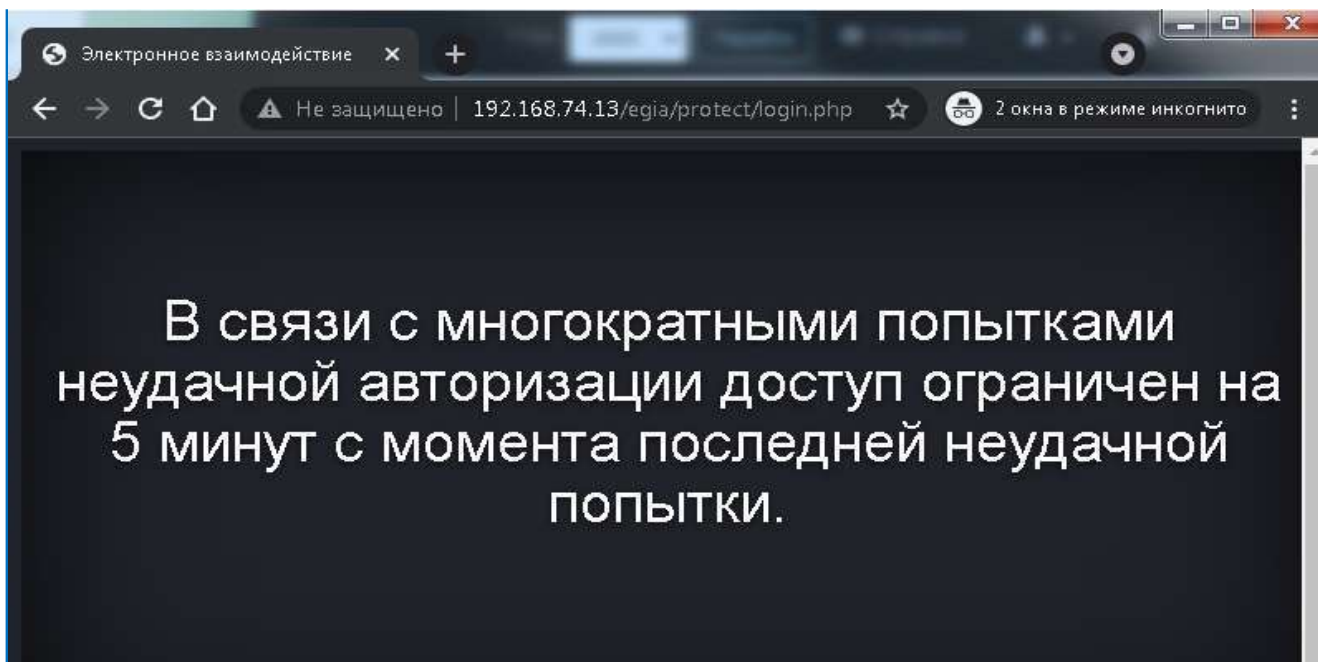 Электронное взаимодействие
Не защищено | 192.168.74.13/egia/protect/login.php 2 окна в режиме инкогнито
В связи с многократными попытками
неудачной авторизации доступ ограничен на
5 минут с момента последней неудачной
попытки.